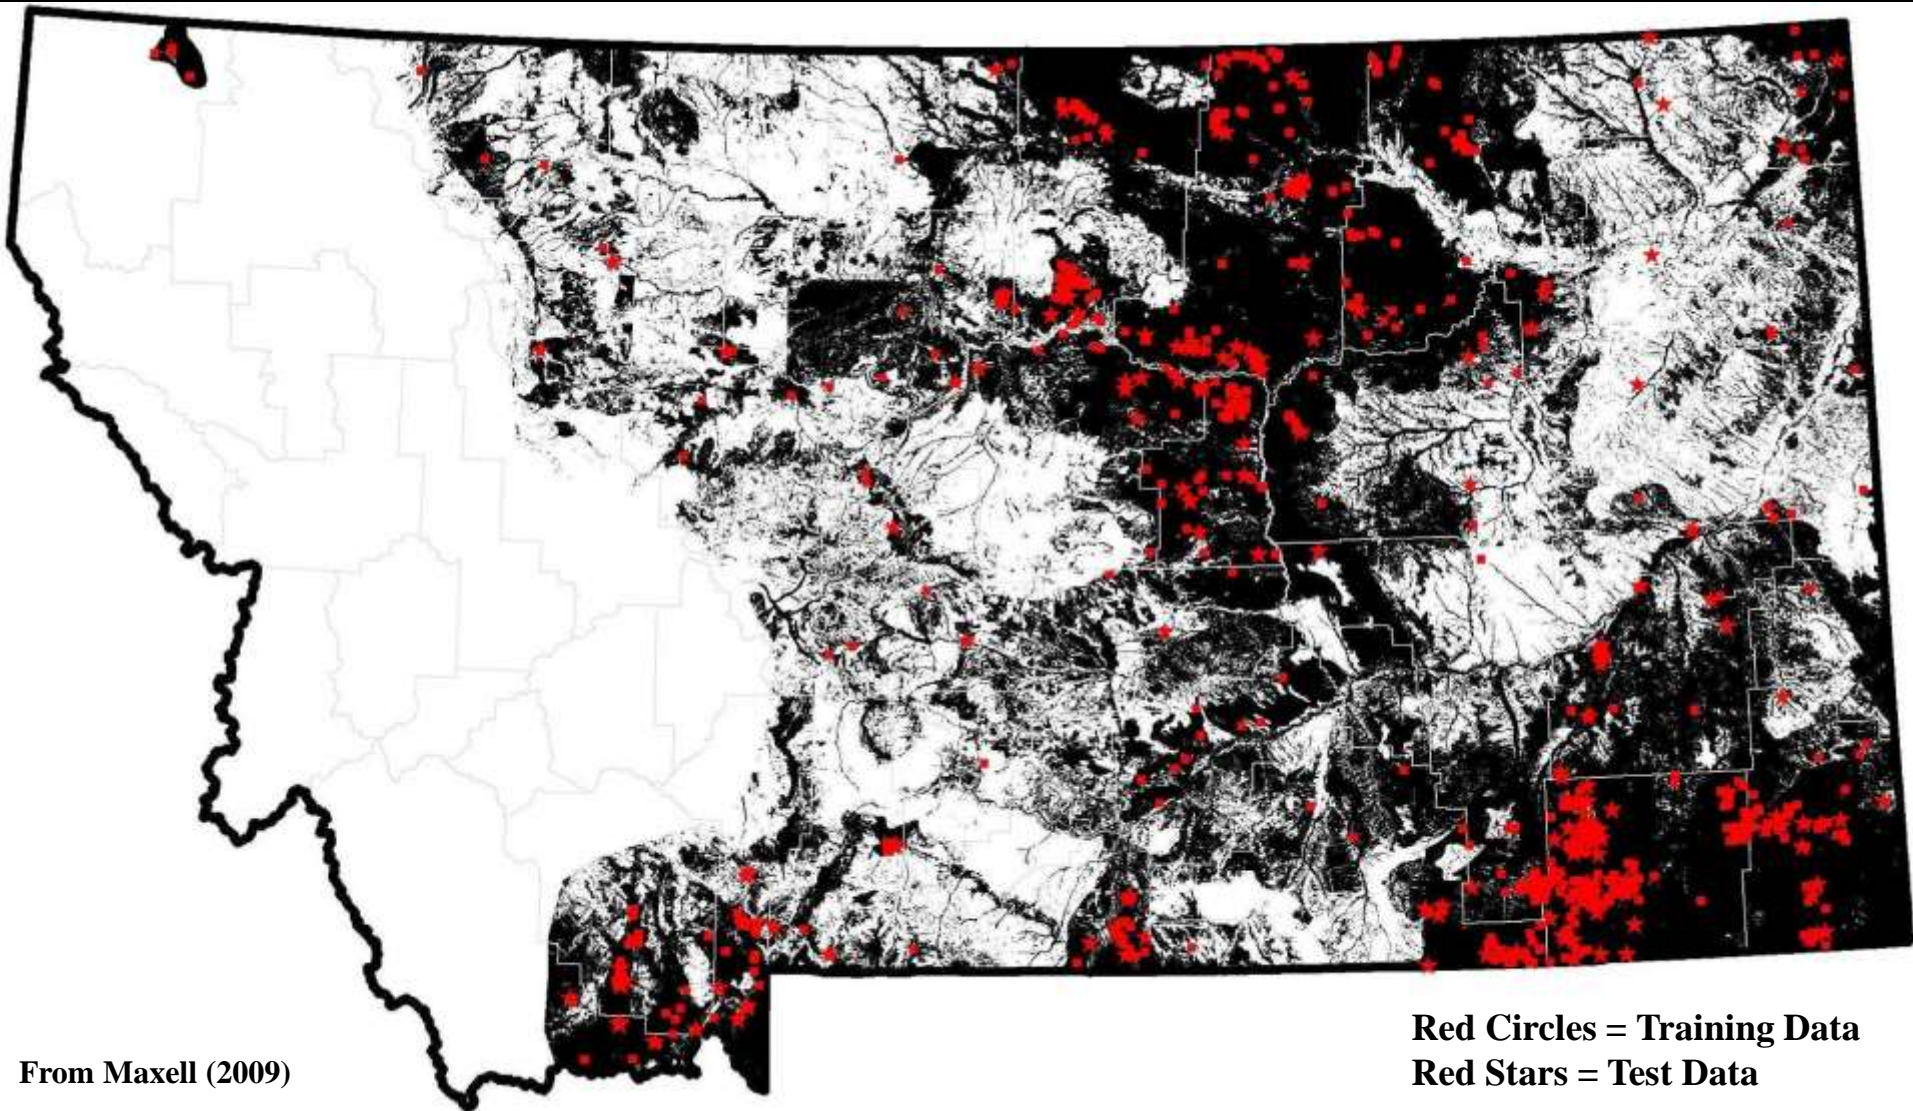 Red Circles = Training Data
Red Stars = Test Data
From Maxell (2009)